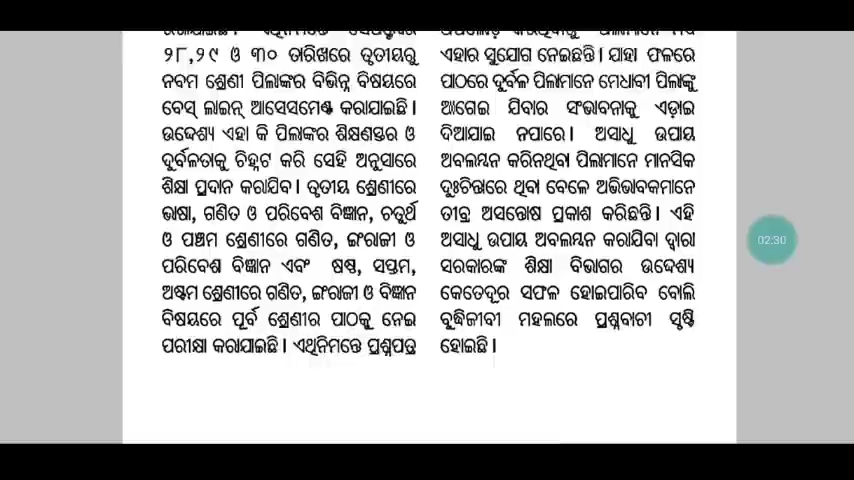 ୨୮,୨୯ ଓ ୩୦ ତାରିଖରେ ତୃତୀୟରୁ
ନବମ ଶ୍ରେଣୀ ପିଲାଙ୍କର ବିଭିନ୍ନ ବିଷୟରେ
ବେସ୍ ଲାଇନ୍ ଆସେସମେଣ୍ଟ କରାଯାଇଛି ।
ଉଦ୍ଦେଶ୍ୟ ଏହା କି ପିଲାଙ୍କର ଶିକ୍ଷଣସ୍ତର ଓ
ଦୁର୍ବଳତାକୁ ଚିହ୍ନଟ କରି ସେହି ଅନୁସାରେ
ଶିକ୍ଷା ପ୍ରଦାନ କରାଯିବ । ତୃତୀୟ ଶ୍ରେଣୀରେ
ଭାଷା, ଗଣିତ ଓ ପରିବେଶ ବିଜ୍ଞାନ, ଚତୁର୍ଥ
ଓ ପଞ୍ଚମ ଶ୍ରେଣୀରେ ଗଣିତ, ଇଂରାଜୀ ଓ
ପରିବେଶ ବିଜ୍ଞାନ ଏବଂ ଷଷ୍ଠ, ସପ୍ତମ,
ଅଷ୍ଟମ ଶ୍ରେଣୀରେ ଗଣିତ, ଇଂରାଜୀ ଓ ବିଜ୍ଞାନ
ବିଷୟରେ ପୂର୍ବ ଶ୍ରେଣୀର ପାଠକୁ ନେଇ
ପରୀକ୍ଷା କରାଯାଇଛି । ଏଥିନିମନ୍ତେ ପ୍ରଶ୍ନପତ୍ର
ଏହାର ସୁଯୋଗ ନେଇଛନ୍ତି । ଯାହା ଫଳରେ
ପାଠରେ ଦୁର୍ବଳ ପିଲାମାନେ ମେଧାବୀ ପିଲାଙ୍କୁ
ଆଗେଇ ଯିବାର ସଂଭାବନାକୁ ଏଡ଼ାଇ
ଦିଆଯାଇ ନପାରେ । ଅସାଧୁ ଉପାୟ
ଅବଲମ୍ବନ କରିନଥିବା ପିଲାମାନେ ମାନସିକ
ଦୁଃଚିନ୍ତାରେ ଥିବା ବେଳେ ଅଭିଭାବକମାନେ
ତୀବ୍ର ଅସନ୍ତୋଷ ପ୍ରକାଶ କରିଛନ୍ତି । ଏହି
ଅସାଧୁ ଉପାୟ ଅବଲମ୍ବନ କରାଯିବା ଦ୍ୱାରା
ସରକାରଙ୍କ ଶିକ୍ଷା ବିଭାଗର ଉଦ୍ଦେଶ୍ୟ
କେତେଦୂର ସଫଳ ହୋଇପାରିବ ବୋଲି
ବୁଦ୍ଧିଜୀବୀ ମହଲରେ ପ୍ରଶ୍ନବାଚୀ ସୃଷ୍ଟି
ହୋଇଛି ।
02:30